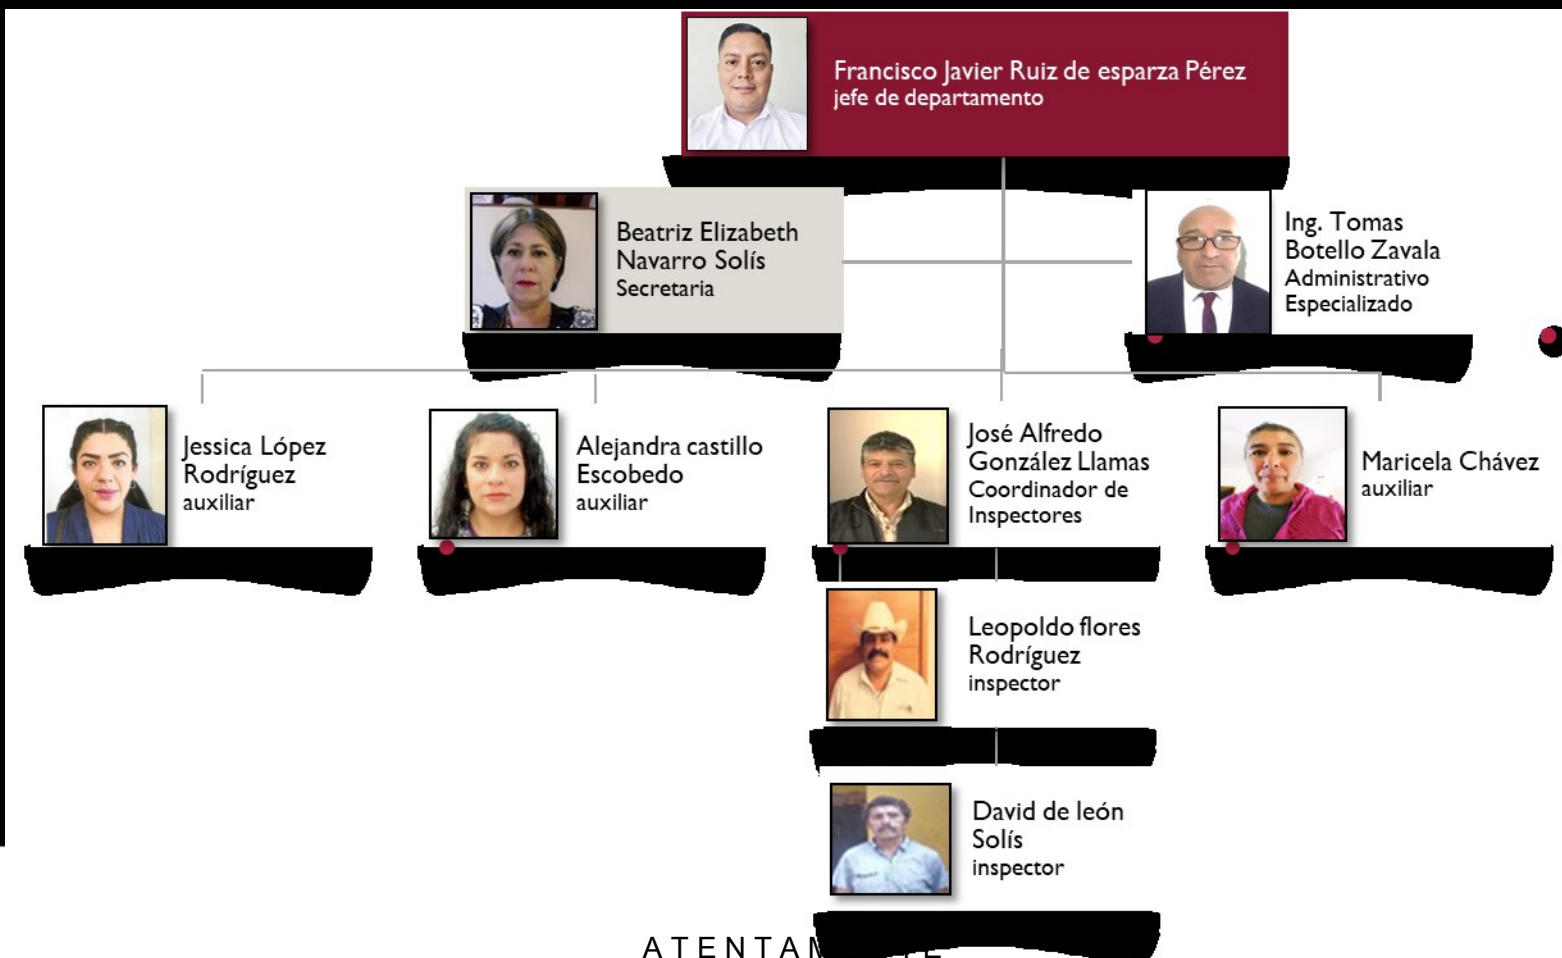 Francisco Javier Ruiz de esparza Pérez
jefe de departamento
Beatriz Elizabeth
Navarro Solís
Secretaria
Ing. Tomas
Botello Zavala
Administrativo
Especializado
Jessica López
Rodríguez
auxiliar
Alejandra castillo
Escobedo
auxiliar
José Alfredo
González Llamas
Coordinador de
Inspectores
Maricela Chávez
auxiliar
Leopoldo flores
Rodríguez
inspector
David de león
Solís
inspector